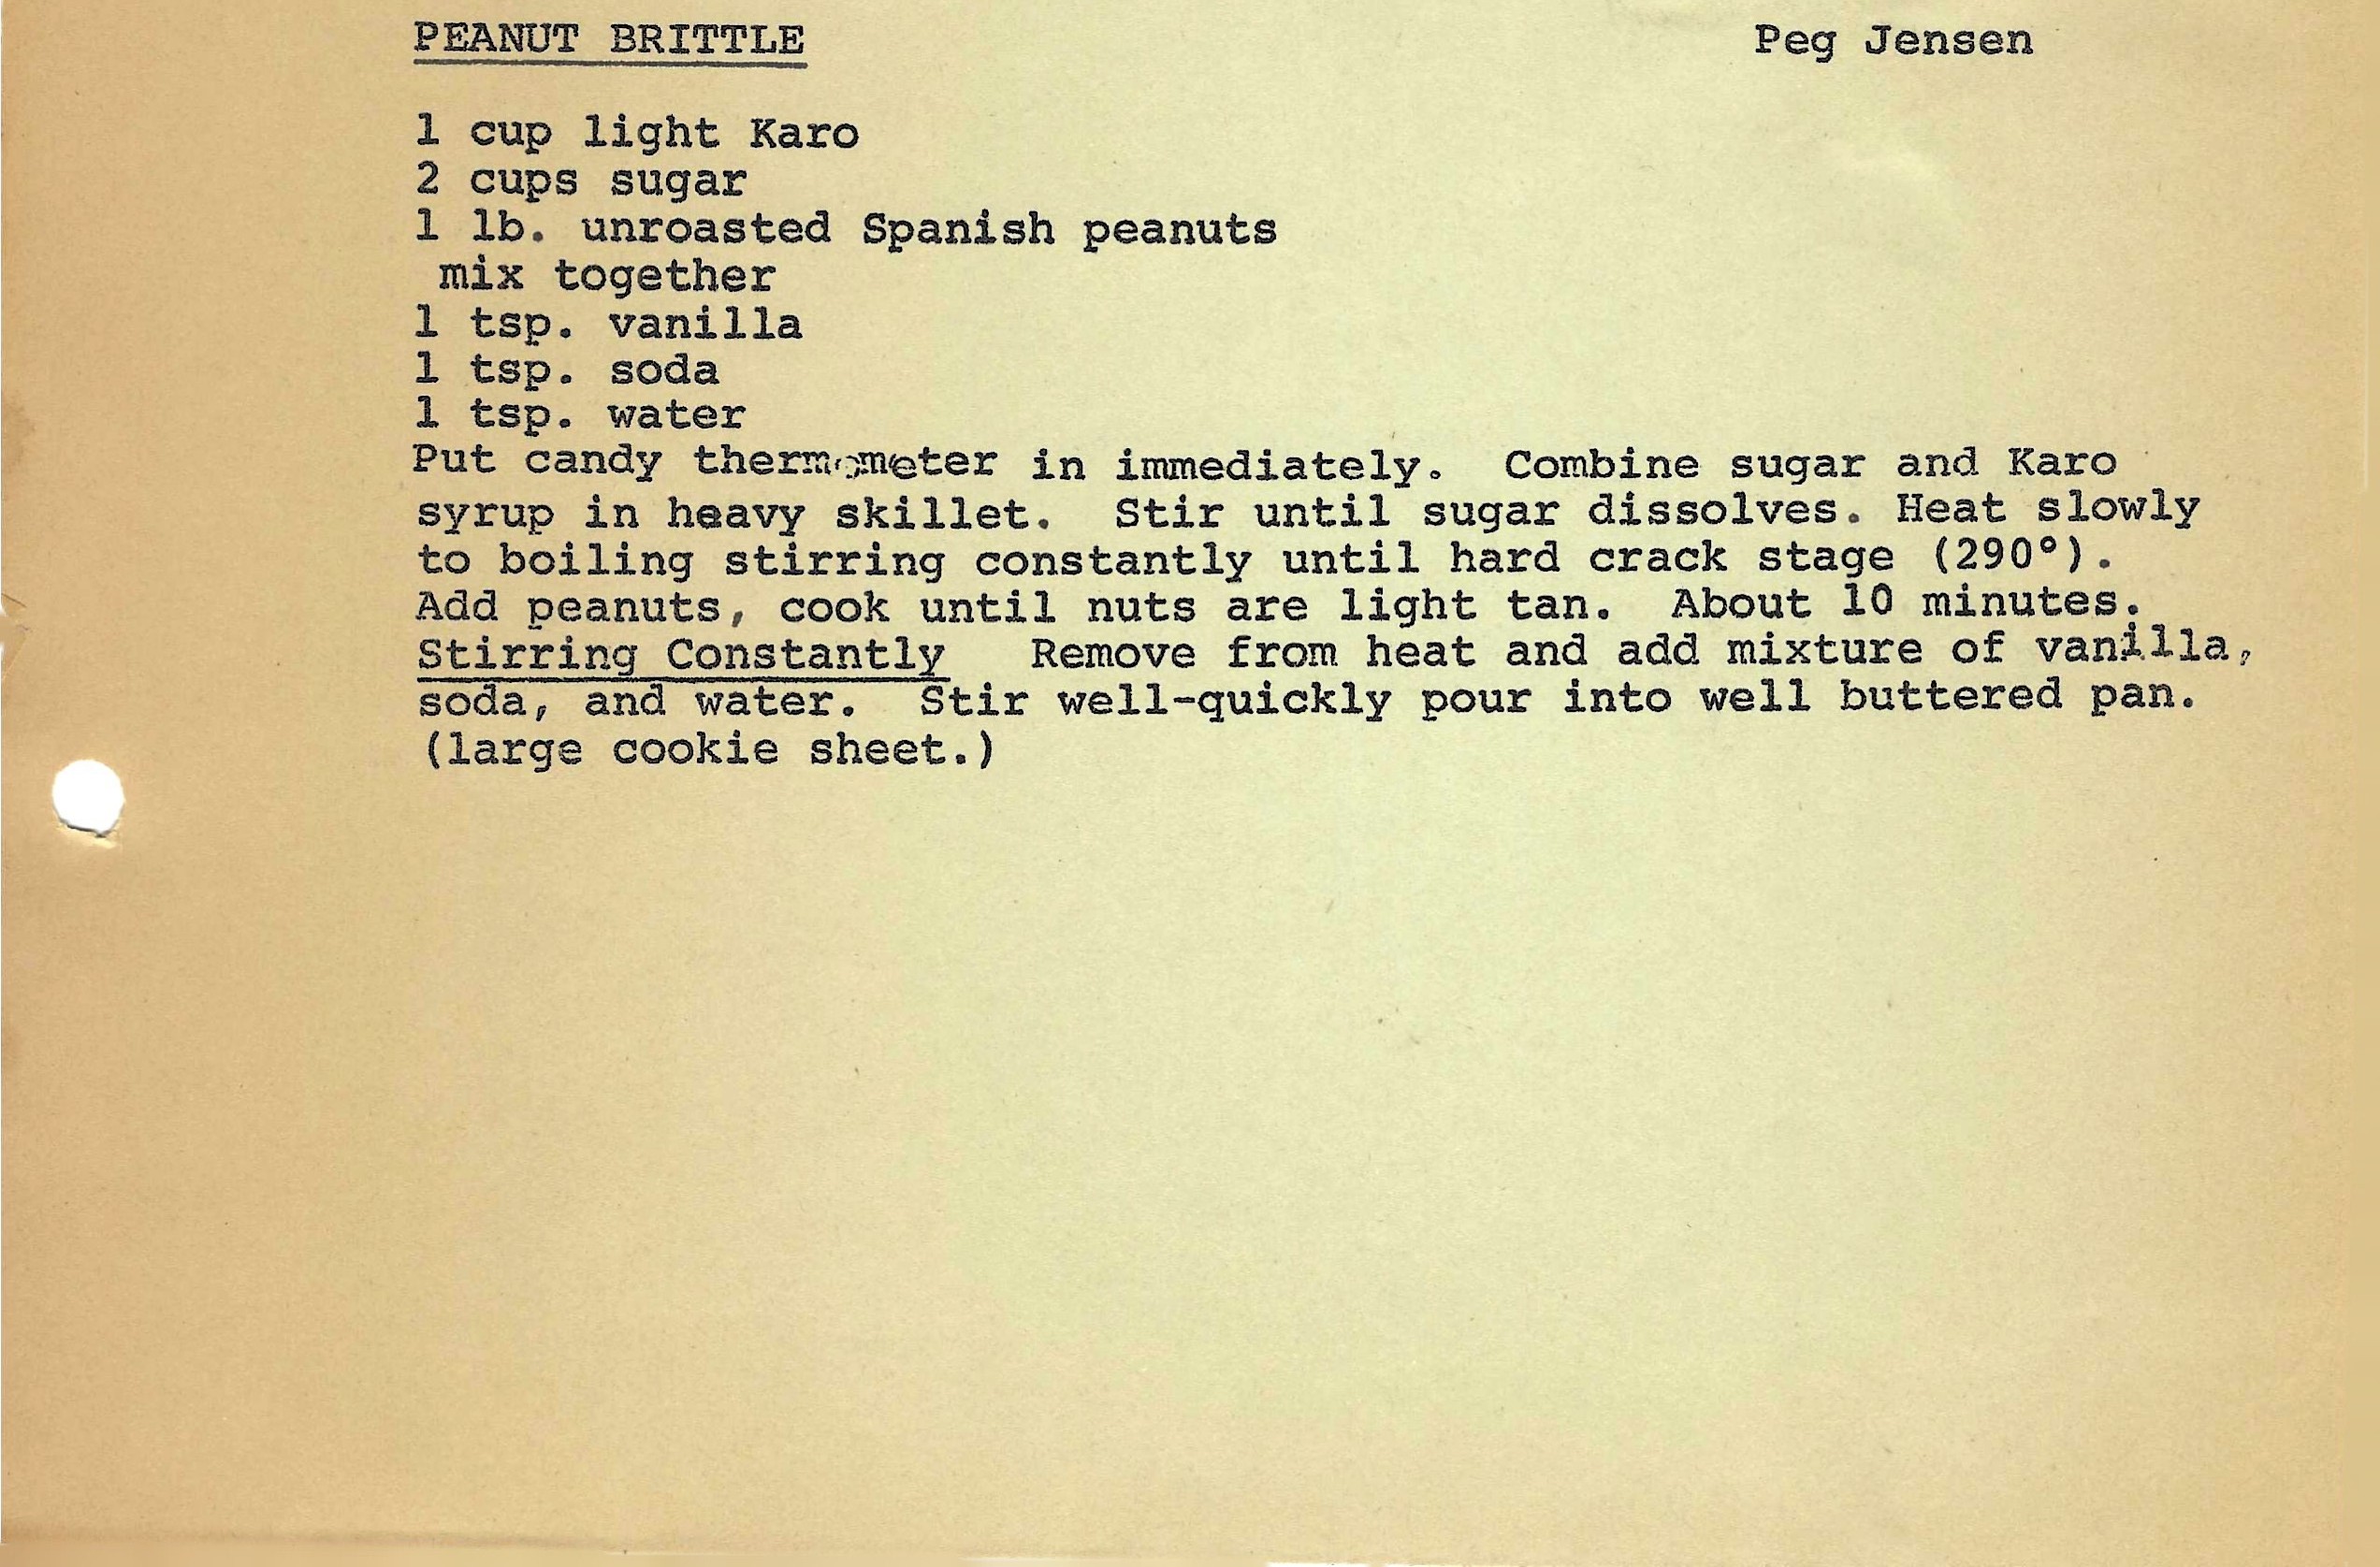 PEANUT BRITTLE Peg Jensen
1 cup light Karo
2 cups sugar
1 lb. unroasted Spanish peanuts
mix together
1 tsp. vanilla
1 tsp. soda
1 tsp. water
Put candy thermometer in immediately. Combine sugar and Karo
syrup in heavy skillet. Stir until sugar dissolves. Heat slowly
to boiling stirring constantly until hard crack stage (290°).
Add peanuts, cook until nuts are light tan. About 10 minutes.
Stirring Constantly Remove from heat and add mixture of vanilla,
soda, and water. Stir well-quickly pour into well buttered pan.
(large cookie sheet.)